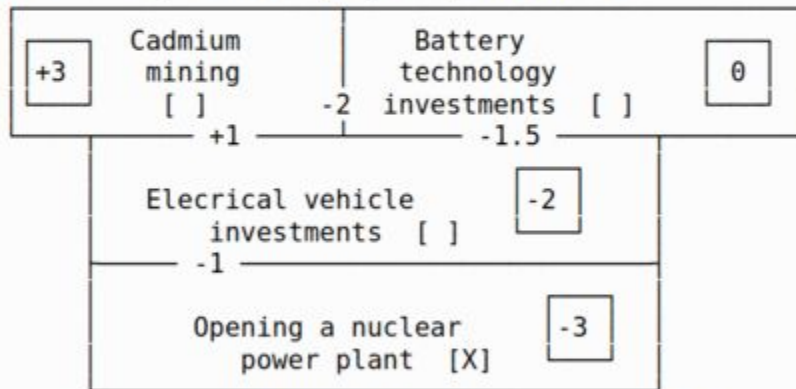 Cadmium Battery
+3 mining technology 0
[ ] -2 investments [ ]
+1 -1.5
Elecrical vehicle -2
investments [ ]
-1
Opening a nuclear -3
power plant [X]